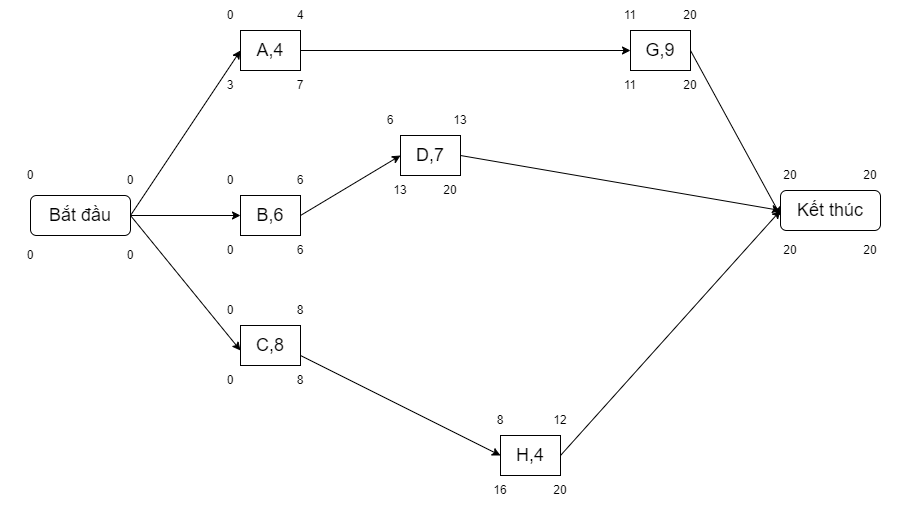 0 4
A,4
3 7
11 20
G,9
11 20
6 13
D,7
13 20
0 0
Bắt đầu
0 0
0 6
B,6
0 6
20 20
Kết thúc
20 20
0 8
C,8
0 8
8 12
H,4
16 20